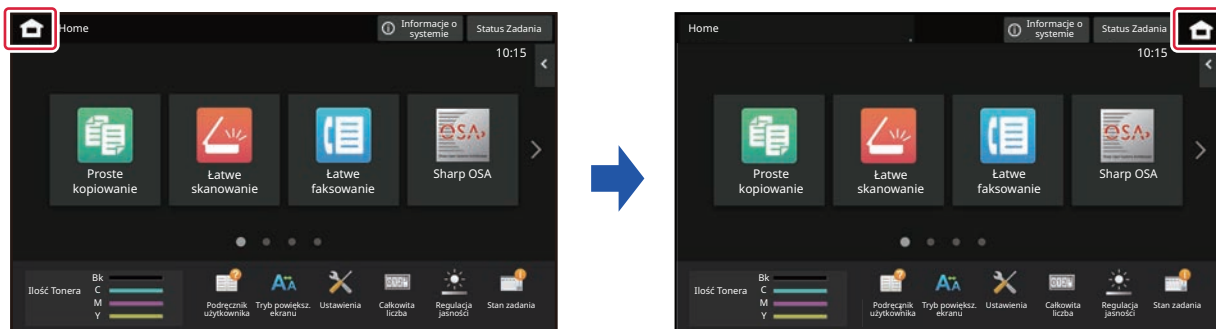 Home
Informacje o
systemie
Status Zadania
10:15
Proste
kopiowanie
Łatwe
skanowanie
Łatwe
faksowanie
OSA
Sharp OSA
Ilość Tonera
Bk
C
M
Y
Podręcznik
użytkownika
Tryb powiększ.
ekranu
Ustawienia
Całkowita
liczba
Regulacja
jasności
Stan zadania
Home
Informacje o
systemie
Status Zadania
10:15
Proste
kopiowanie
Łatwe
skanowanie
Łatwe
faksowanie
OSA
Sharp OSA
Ilość Tonera
Bk
C
M
Y
Podręcznik
użytkownika
Tryb powiększ.
ekranu
Ustawienia
Całkowita
liczba
Regulacja
jasności
Stan zadania